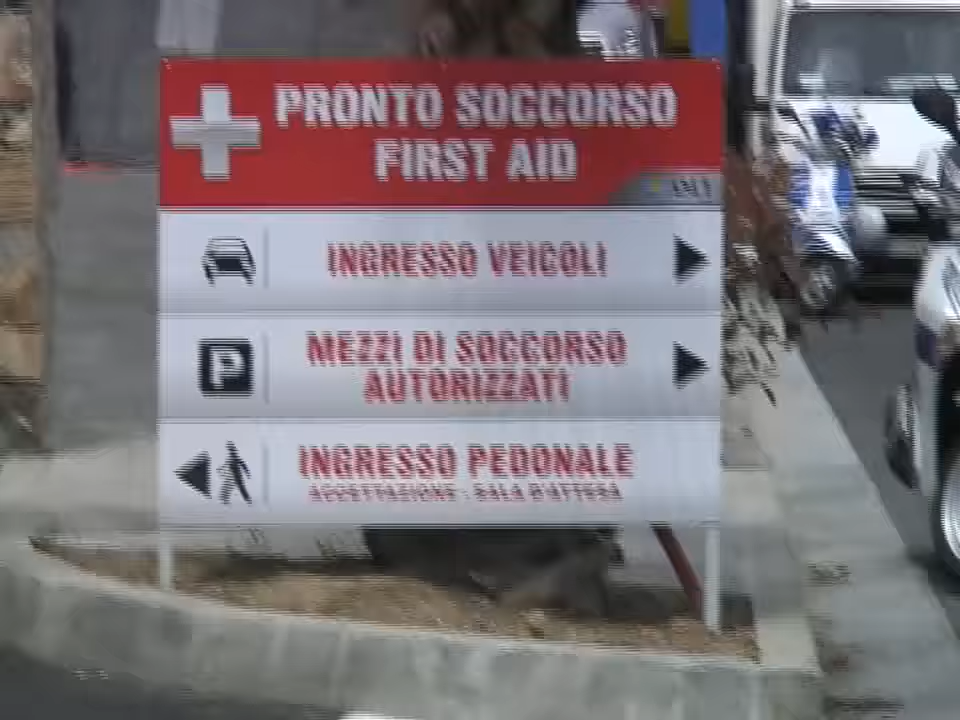 PRONTO SOCCORSO
FIRST AID
INGRESSO VEICOLI
P
MEZZI DI SOCCORSO
AUTORIZZATI
INGRESSO PEDONALE
ACCETTAZIONE - SALA D'ATTESA